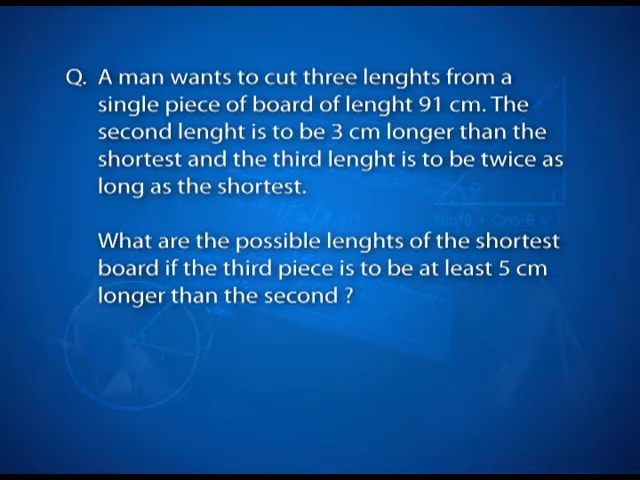 Q. A man wants to cut three lenghts from a
single piece of board of lenght 91 cm. The
second lenght is to be 3 cm longer than the
shortest and the third lenght is to be twice as
long as the shortest.
What are the possible lenghts of the shortest
board if the third piece is to be at least 5 cm
longer than the second ?